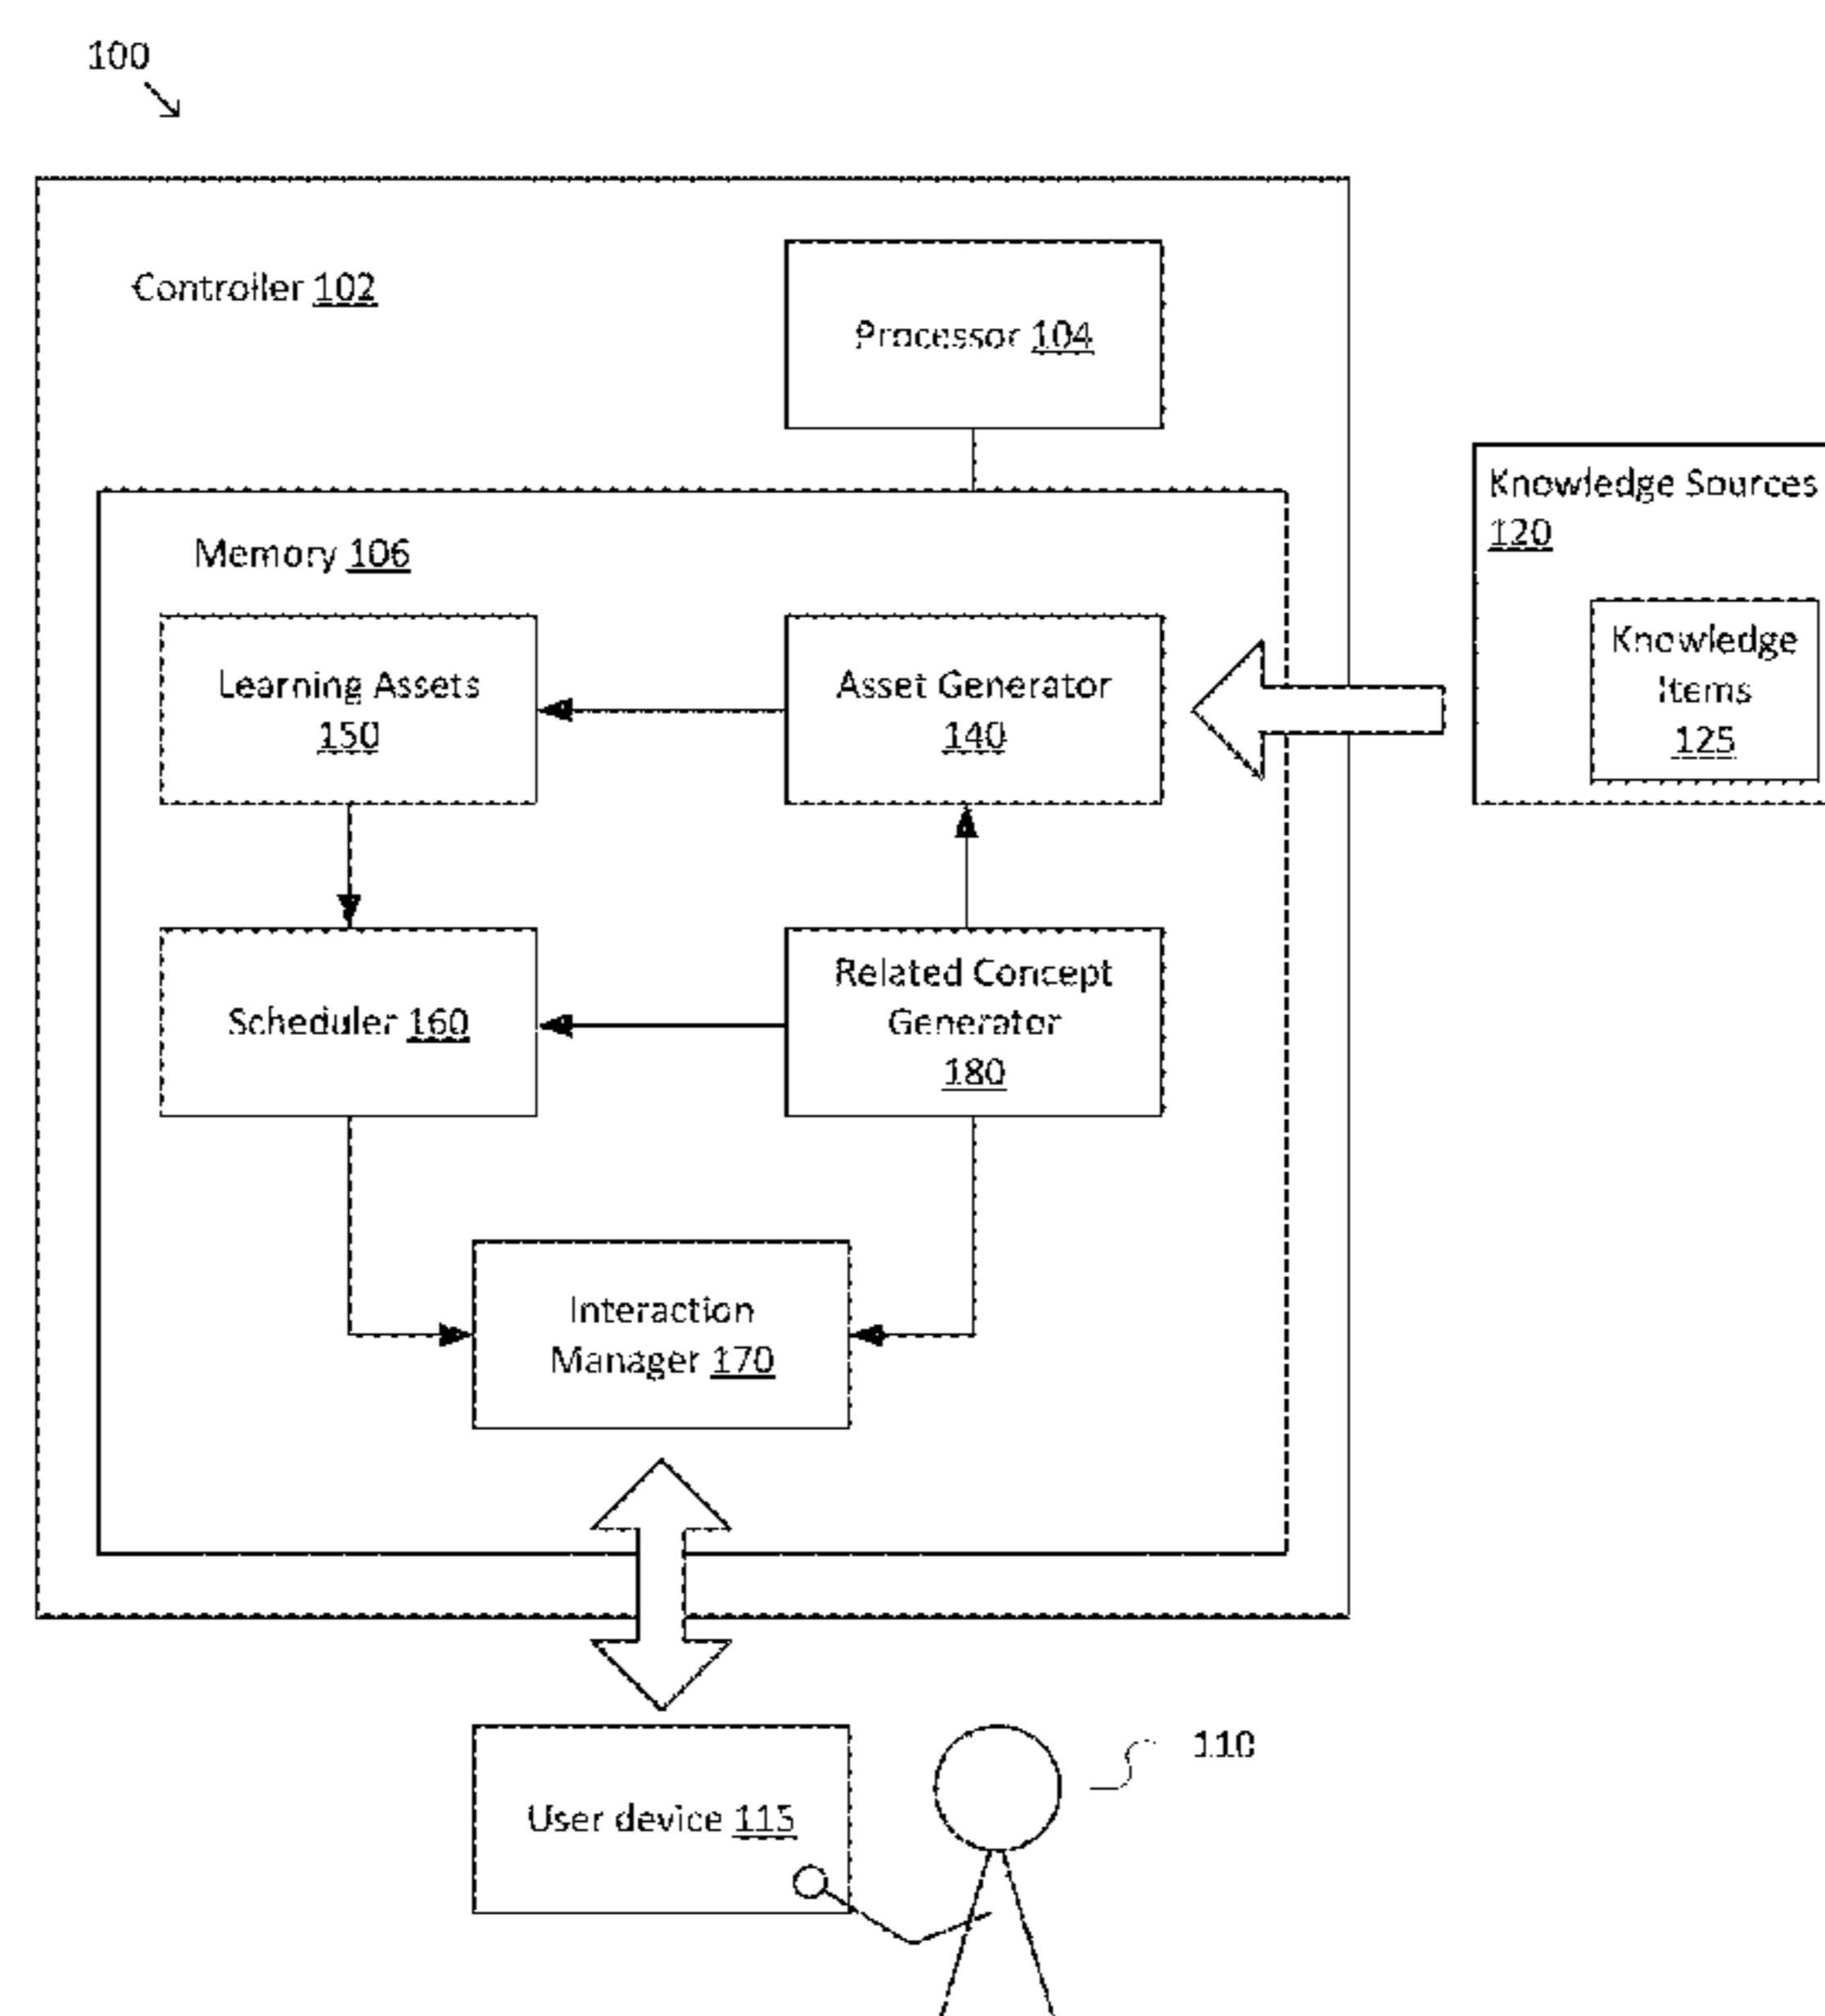 100
Controller 102
Processor 104
Memory 106
Knowledge Sources
120
Knowledge
Items
125
Learning Assets
150
Asset Generator
140
Scheduler 160
Related Concept
Generator
180
Interaction
Manager 170
User device 115
110